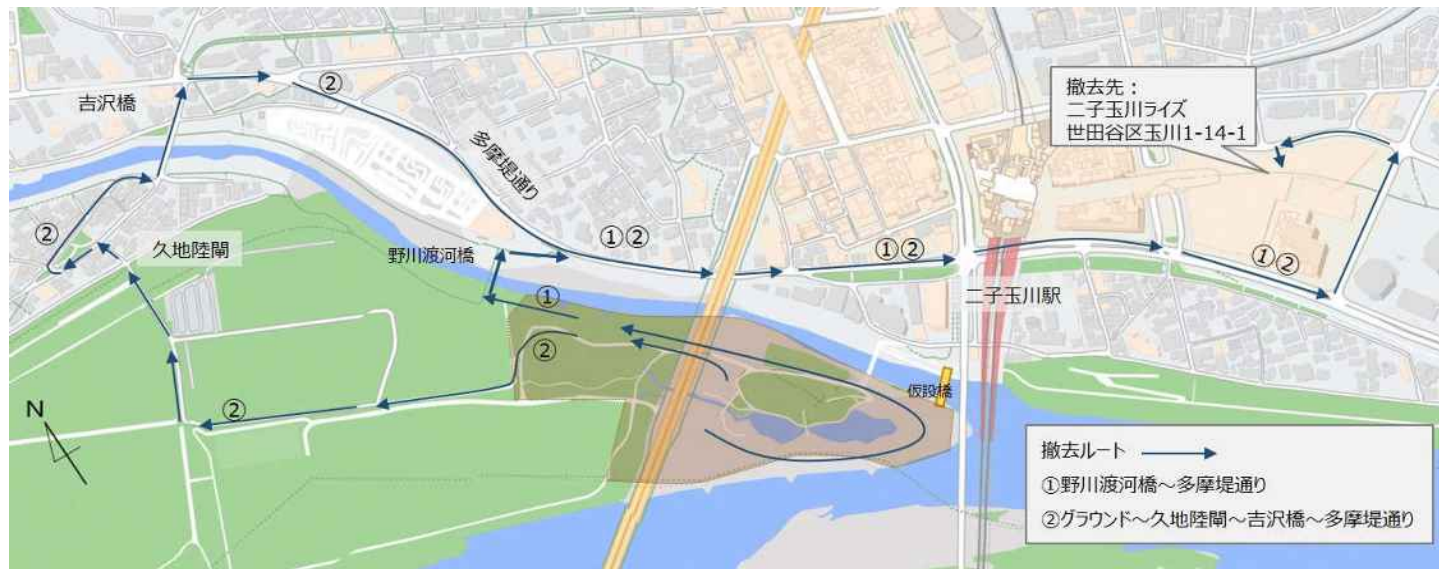 吉沢橋
②
多摩堤通り
撤去先：
二子玉川ライズ
世田谷区玉川1-14-1
②
久地陸閘
野川渡河橋
①②
①②
①②
二子玉川駅
①
②
②
仮設橋
N
撤去ルート
①野川渡河橋～多摩堤通り
②グラウンド～久地陸閘～吉沢橋～多摩堤通り